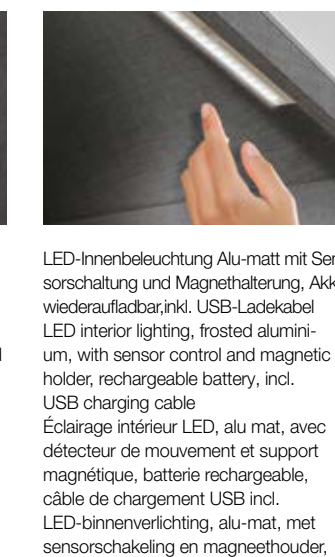 LED-Innenbeleuchtung Alu-matt mit Sen
sorschaltung und Magnethalterung, Akk
wiederaufladbar,inkl. USB-Ladekabel
LED interior lighting, frosted alumini-
um, with sensor control and magnetic
holder, rechargeable battery, incl.
USB charging cable
Éclairage intérieur LED, alu mat, avec
détecteur de mouvement et support
magnétique, batterie rechargeable,
câble de chargement USB incl.
LED-binnenverlichting, alu-mat, met
sensorschakeling en magneethouder,